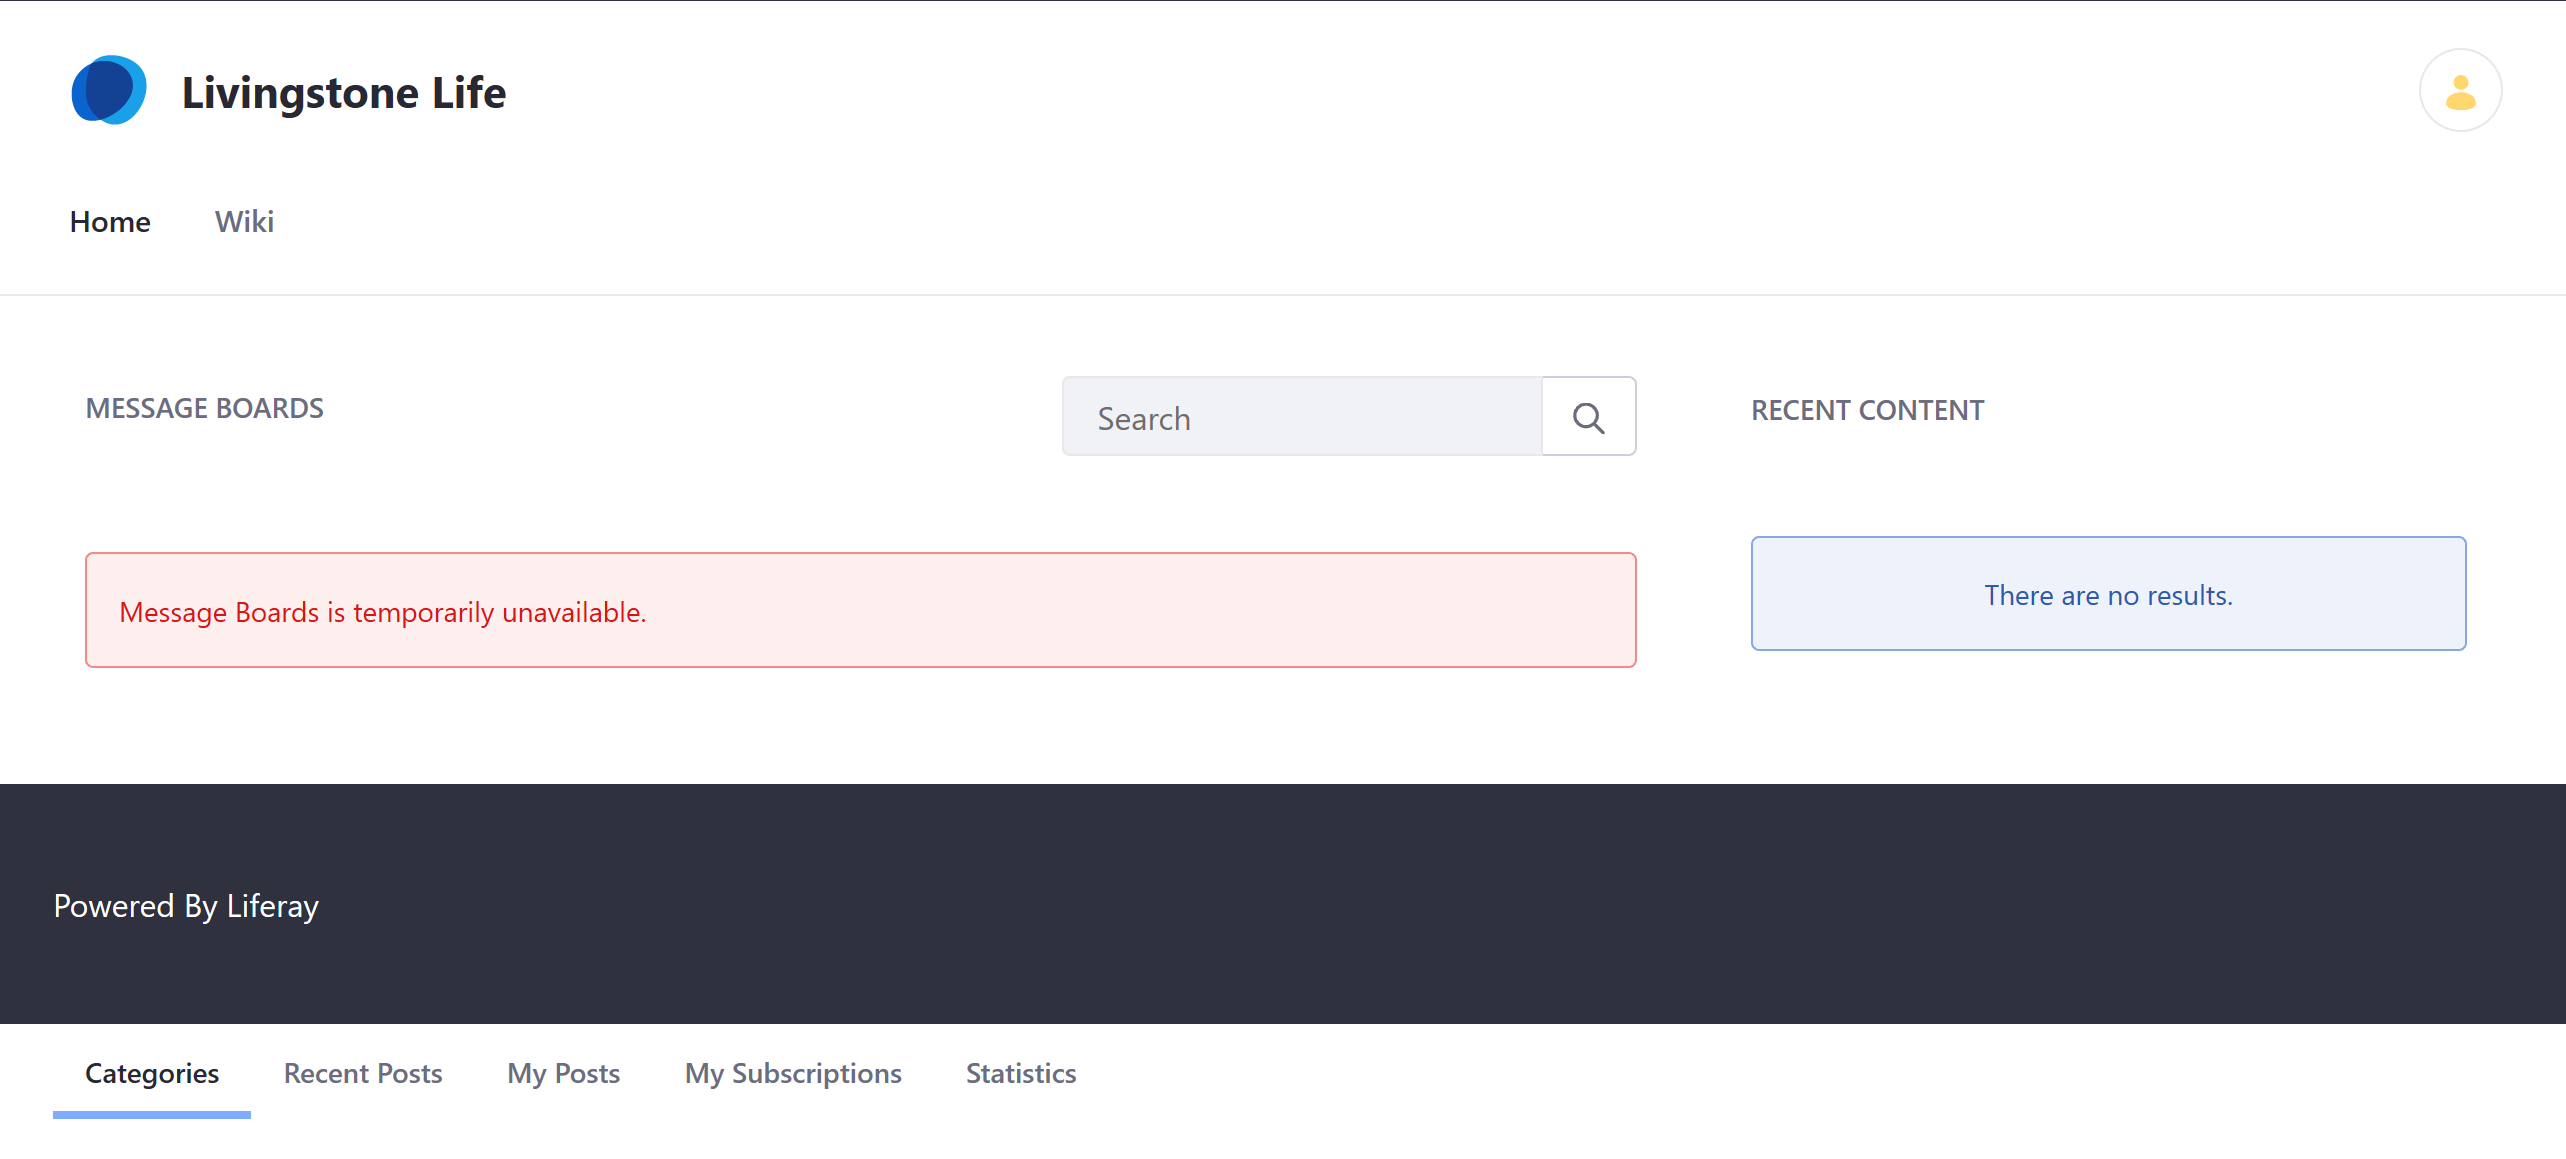 Livingstone Life
Home Wiki
MESSAGE BOARDS
Search
RECENT CONTENT
Message Boards is temporarily unavailable.
There are no results.
Powered By Liferay
Categories Recent Posts My Posts My Subscriptions Statistics